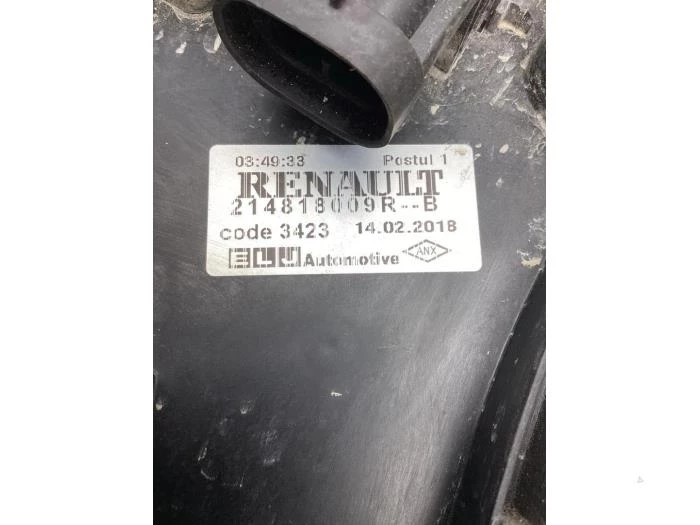 03:49:33 Postul 1
RENAULT
214818009R--B
code 3423 14.02.2018
ELJ Automotive ANX